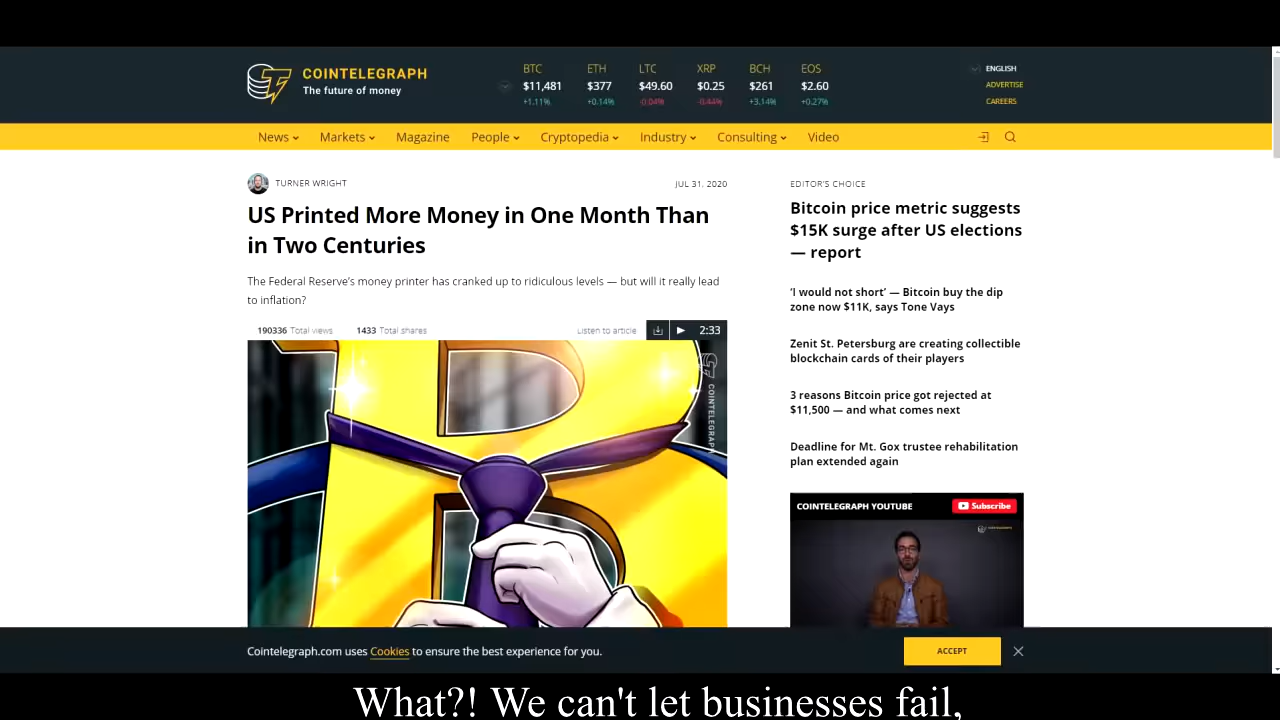 COINTELEGRAPH
The future of money
BTC
$11,481
+1.11%
ETH
$377
+0.14%
LTC
$49.60
-0.04%
XRP
$0.25
-0.44%
BCH
$261
+3.14%
EOS
$2.60
+0.27%
ENGLISH
ADVERTISE
CAREERS
News Markets Magazine People Cryptopedia Industry Consulting Video
TURNER WRIGHT
JUL 31, 2020
US Printed More Money in One Month Than
in Two Centuries
The Federal Reserve's money printer has cranked up to ridiculous levels — but will it really lead
to inflation?
190336 Total views 1433 Total shares
Listen to article 2:33
COINTELEGRAPH
EDITOR'S CHOICE
Bitcoin price metric suggests
$15K surge after US elections
— report
'I would not short' — Bitcoin buy the dip
zone now $11K, says Tone Vays
Zenit St. Petersburg are creating collectible
blockchain cards of their players
3 reasons Bitcoin price got rejected at
$11,500 — and what comes next
Deadline for Mt. Gox trustee rehabilitation
plan extended again
COINTELEGRAPH YOUTUBE
Subscribe
Cointelegraph.com uses Cookies to ensure the best experience for you.
ACCEPT
What?! We can't let businesses fail,